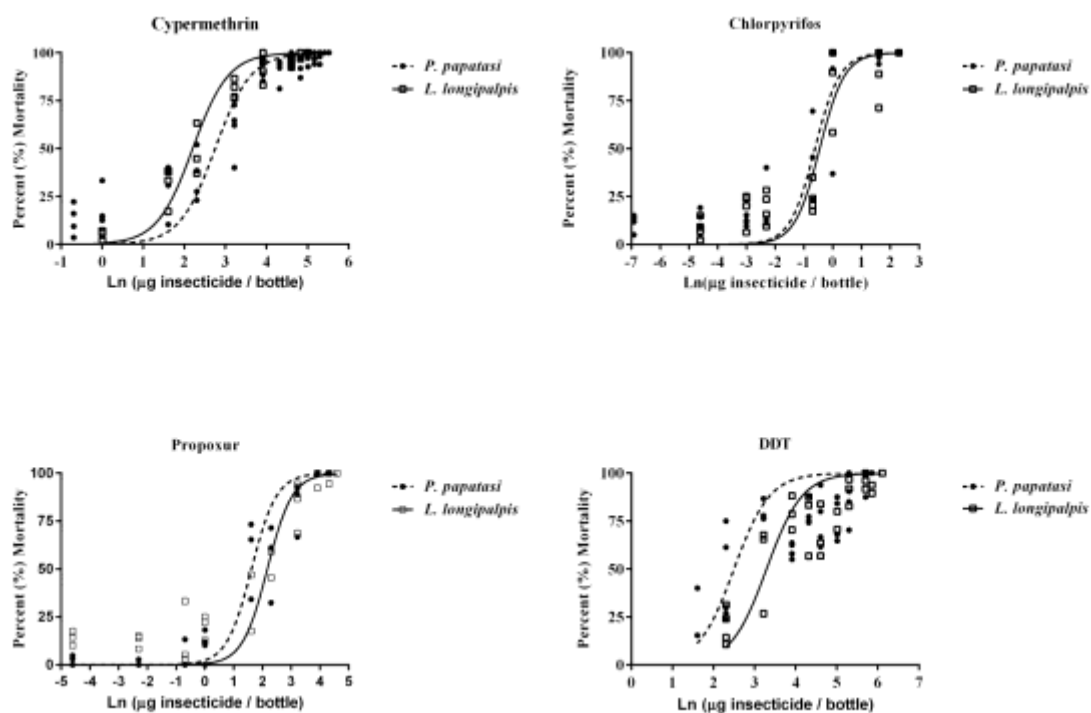 Cypermethrin
Percent (%) Mortality
100
75
50
25
0
-1 0 1 2 3 4 5 6
Ln (μg insecticide / bottle)
P. papatasi
L. longipalpis
Chlorpyrifos
Percent (%) Mortality
100
75
50
25
0
-7 -6 -5 -4 -3 -2 -1 0 1 2 3
Ln(μg insecticide / bottle)
P. papatasi
L. longipalpis
Propoxur
Percent (%) Mortality
100
75
50
25
0
-5 -4 -3 -2 -1 0 1 2 3 4 5
Ln (μg insecticide / bottle)
P. papatasi
L. longipalpis
DDT
Percent (%) Mortality
100
75
50
25
0
0 1 2 3 4 5 6 7
Ln (μg insecticide / bottle)
P. papatasi
L. longipalpis